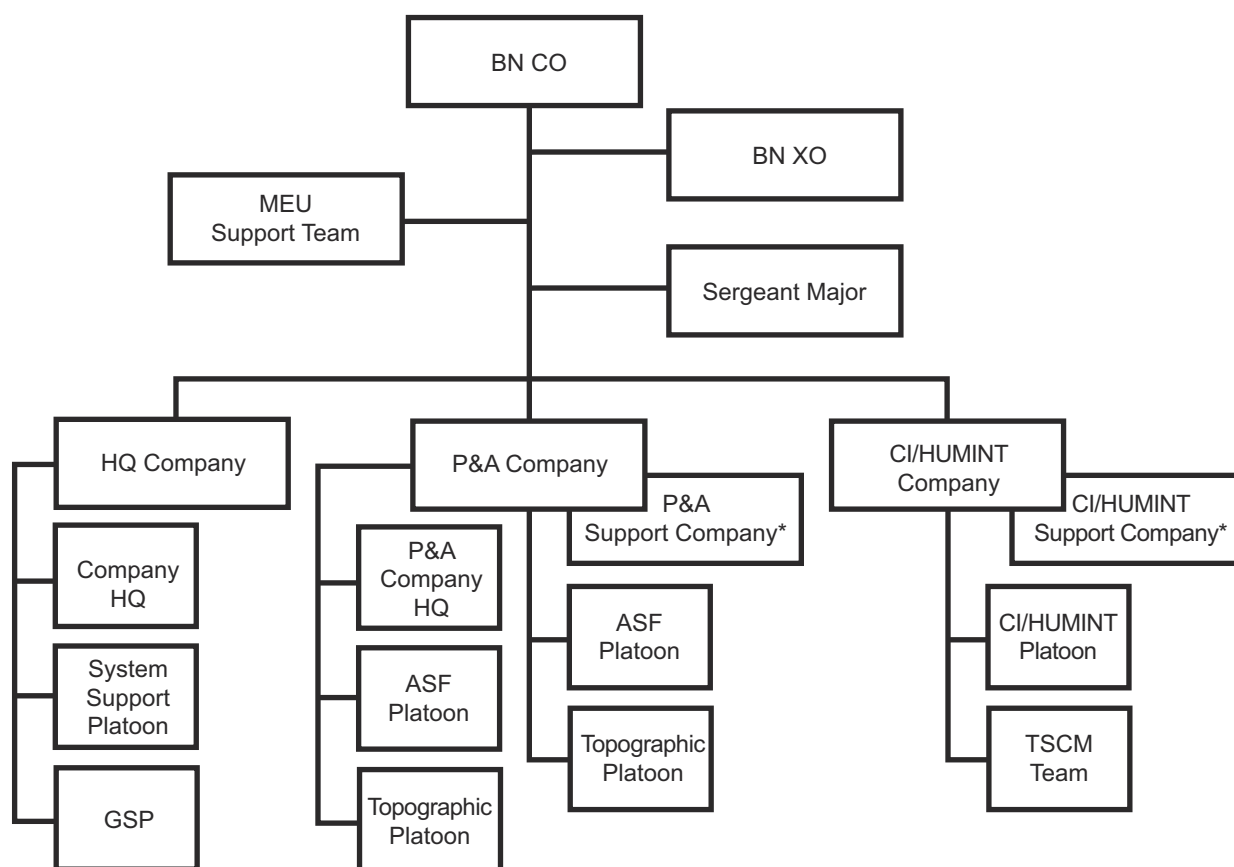 BN CO
BN XO
MEU
Support Team
Sergeant Major
HQ Company
P&A Company
CI/HUMINT
Company
P&A
Support Company*
CI/HUMINT
Support Company*
Company
HQ
P&A
Company
HQ
ASF
Platoon
CI/HUMINT
Platoon
System
Support
Platoon
ASF
Platoon
Topographic
Platoon
TSCM
Team
GSP
Topographic
Platoon